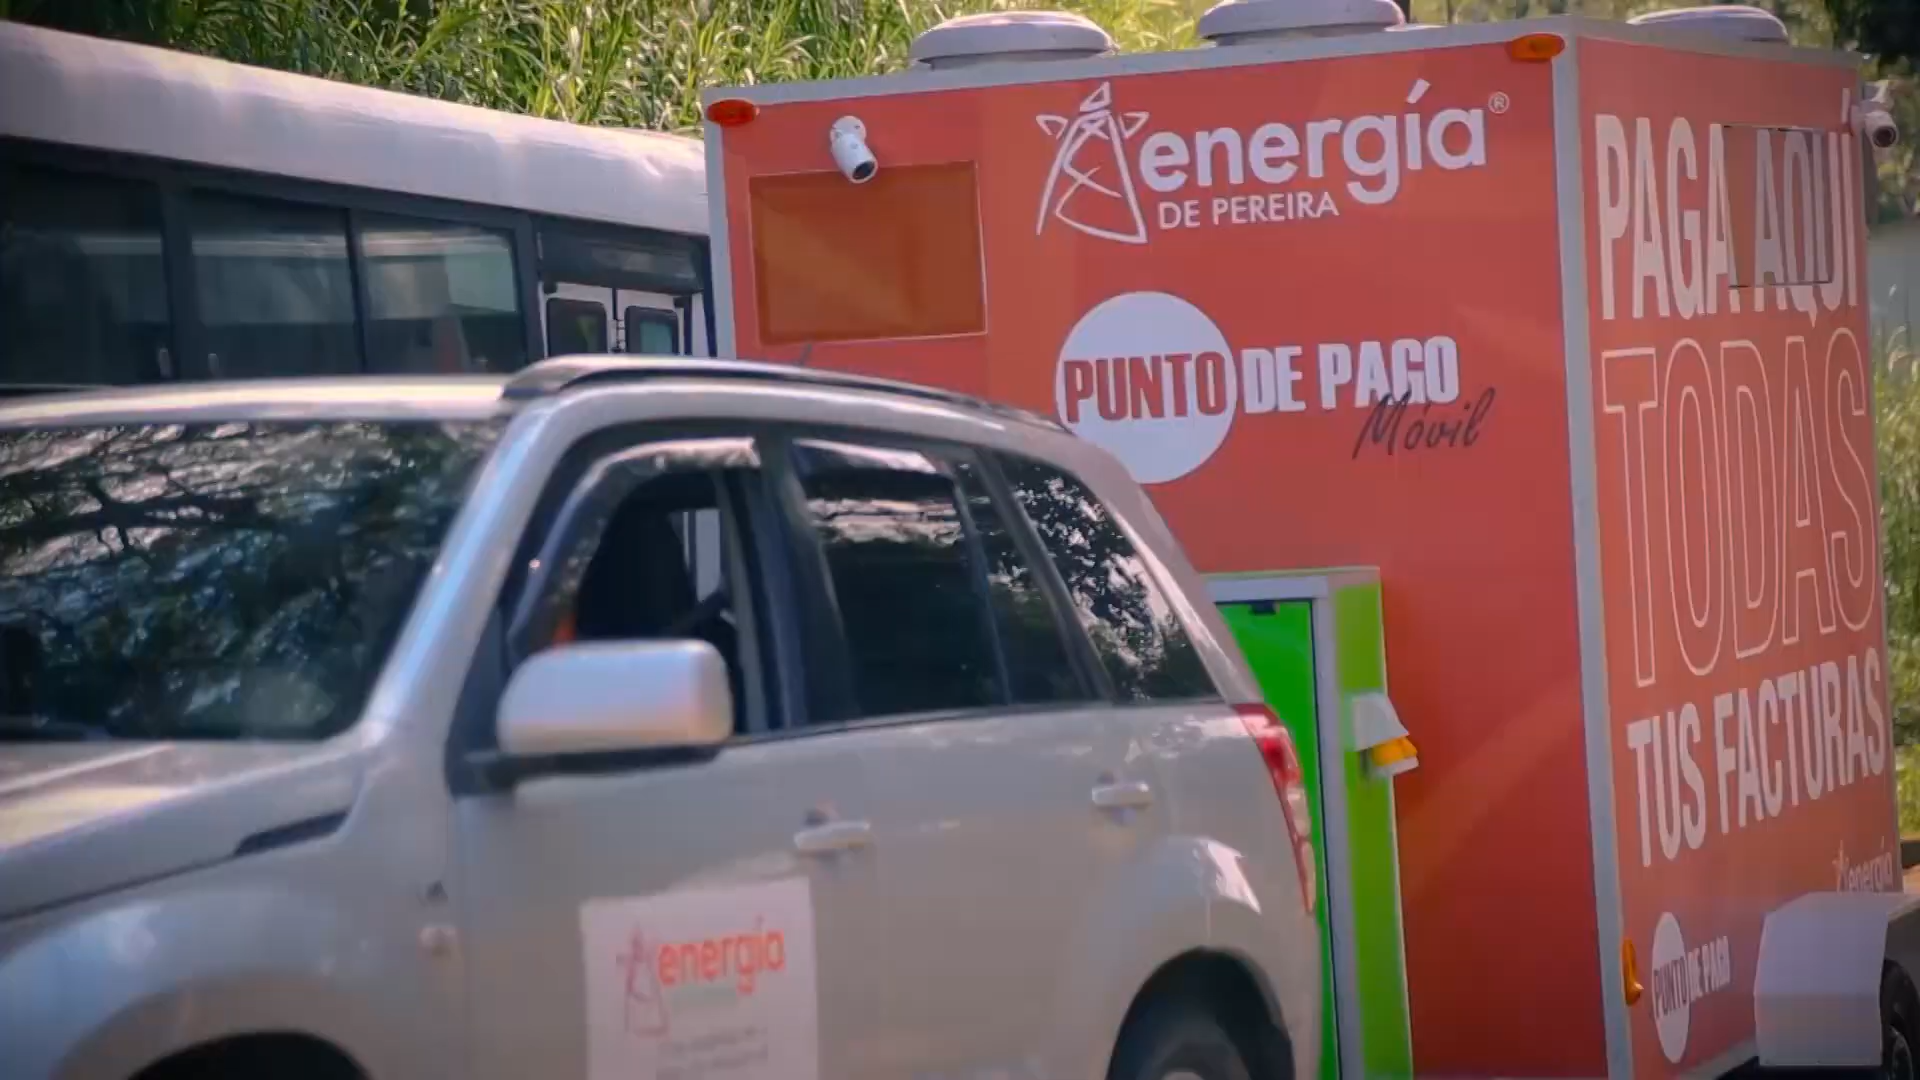 energía®
DE PEREIRA
PUNTO DE PAGO
Móvil
PAGA AQUÍ
TODAS
TUS FACTURAS
energía
PUNTO DE PAGO
energía